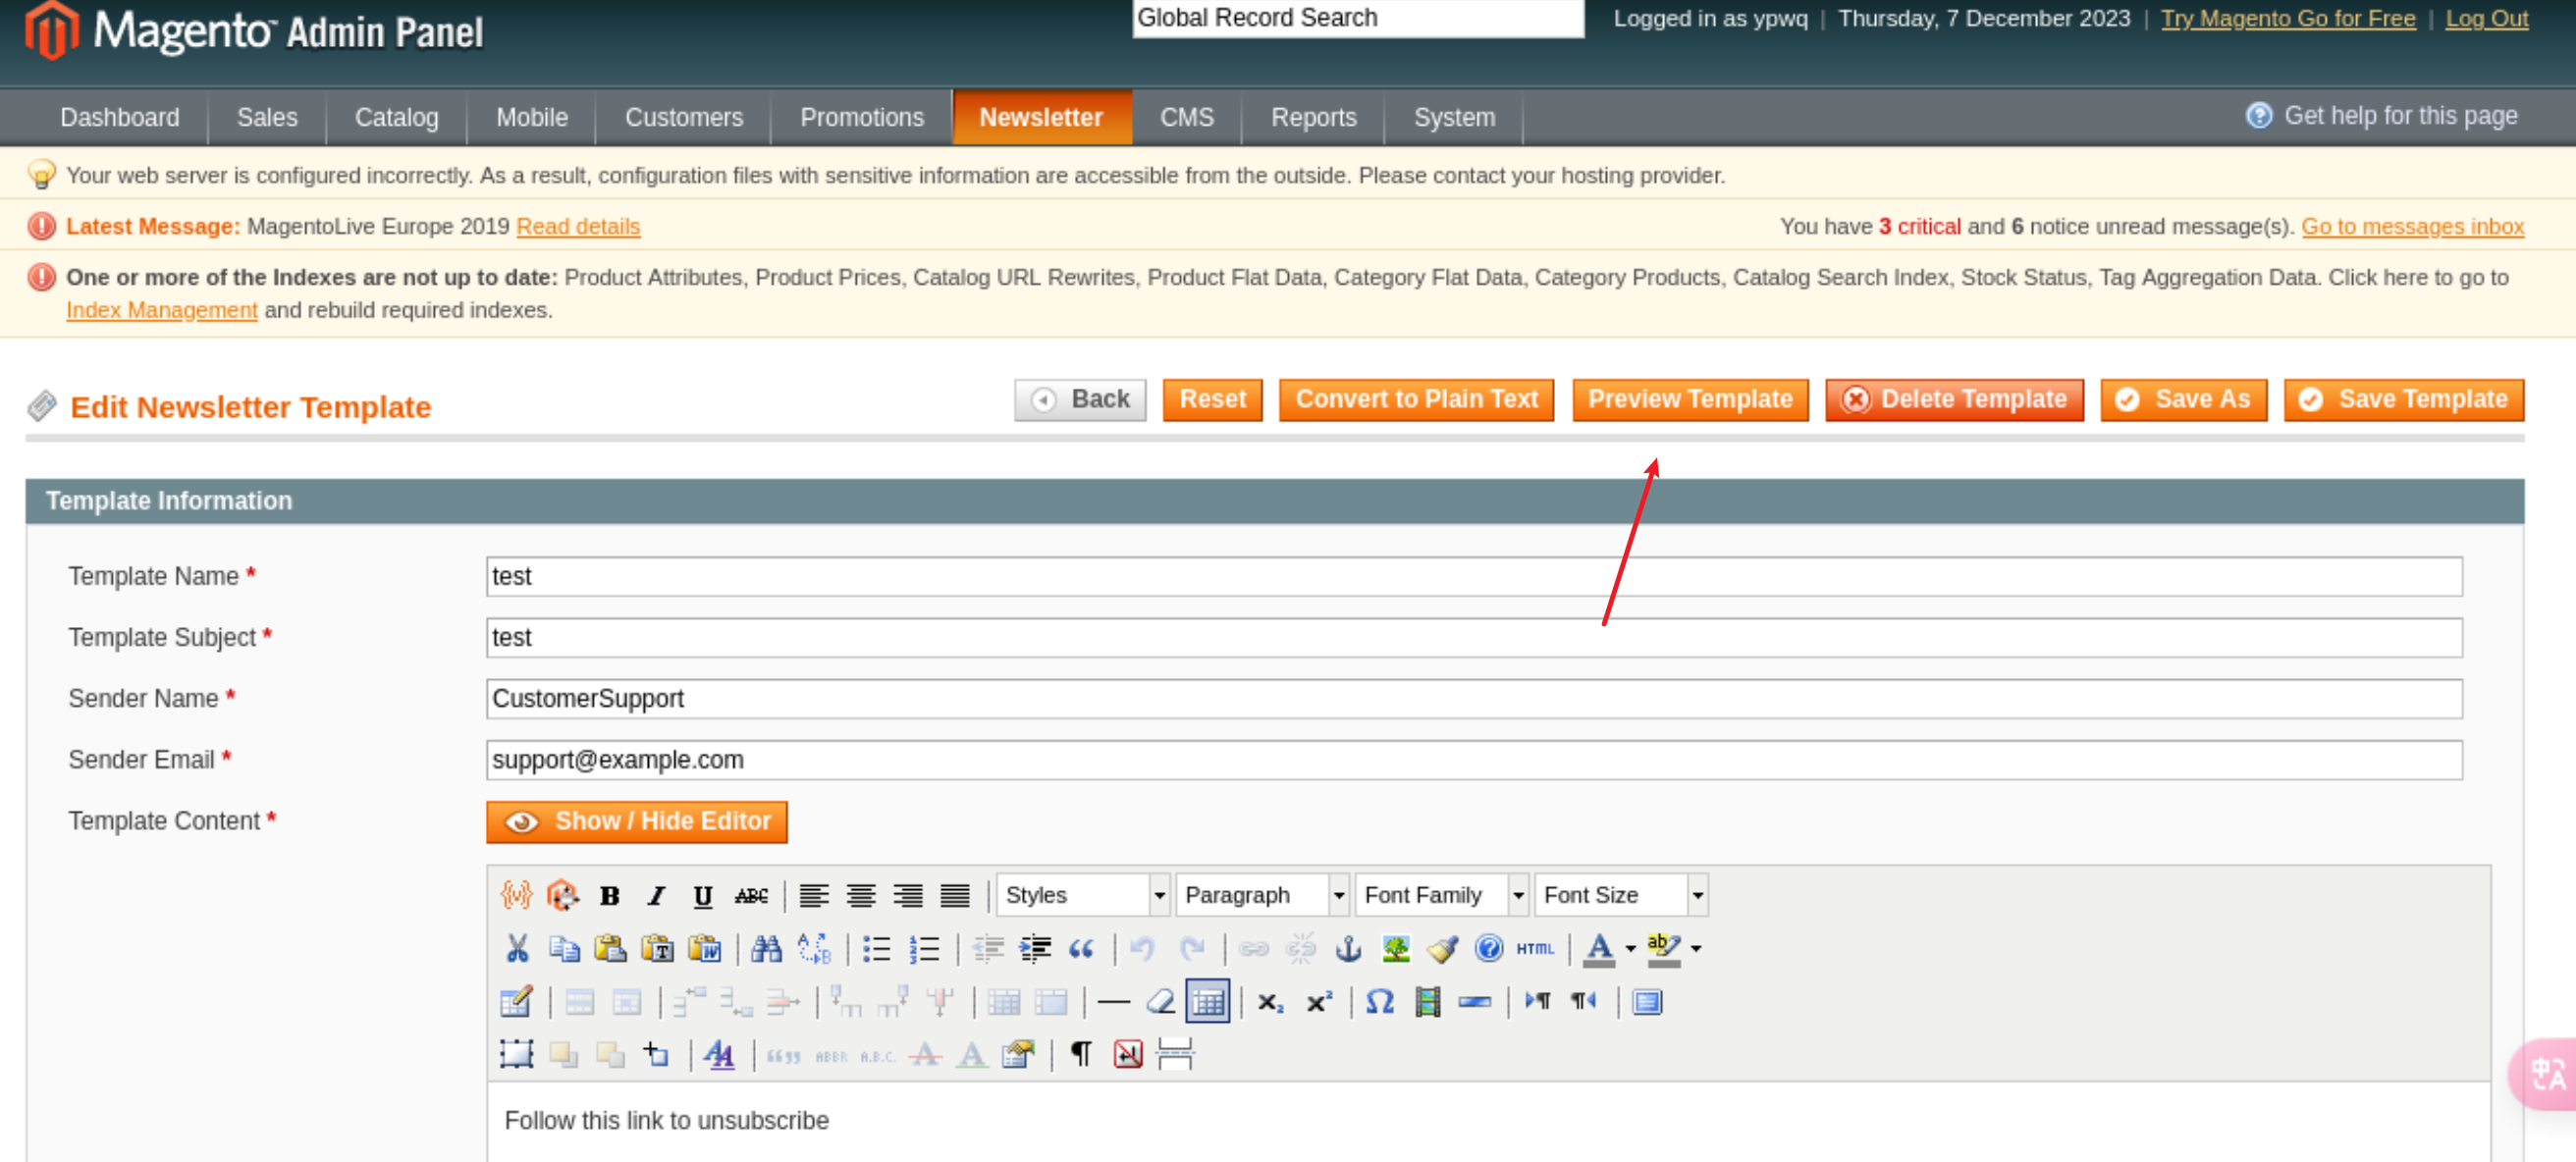 Magento™ Admin Panel
Global Record Search
Logged in as ypwq | Thursday, 7 December 2023 | Try Magento Go for Free | Log Out
Dashboard Sales Catalog Mobile Customers Promotions Newsletter CMS Reports System Get help for this page
Your web server is configured incorrectly. As a result, configuration files with sensitive information are accessible from the outside. Please contact your hosting provider.
Latest Message: MagentoLive Europe 2019 Read details You have 3 critical and 6 notice unread message(s). Go to messages inbox
One or more of the Indexes are not up to date: Product Attributes, Product Prices, Catalog URL Rewrites, Product Flat Data, Category Flat Data, Category Products, Catalog Search Index, Stock Status, Tag Aggregation Data. Click here to go to
Index Management and rebuild required indexes.
Edit Newsletter Template Back Reset Convert to Plain Text Preview Template Delete Template Save As Save Template
Template Information
Template Name * test
Template Subject * test
Sender Name * CustomerSupport
Sender Email * support@example.com
Template Content * Show / Hide Editor
B I U ABC Styles Paragraph Font Family Font Size
HTML A ab
x₂ x² Ω ¶ ¶
AA ABBR A.B.C. A A ¶
中A
Follow this link to unsubscribe